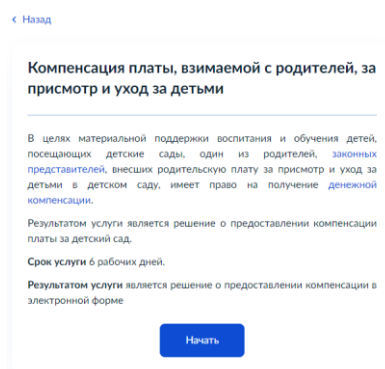 ‹ Назад
Компенсация платы, взимаемой с родителей, за
присмотр и уход за детьми
В целях материальной поддержки воспитания и обучения детей,
посещающих детские сады, один из родителей, законных
представителей, внесших родительскую плату за присмотр и уход за
детьми в детском саду, имеет право на получение денежной
компенсации.
Результатом услуги является решение о предоставлении компенсации
платы за детский сад.
Срок услуги 6 рабочих дней.
Результатом услуги является решение о предоставлении компенсации в
электронной форме
Начать